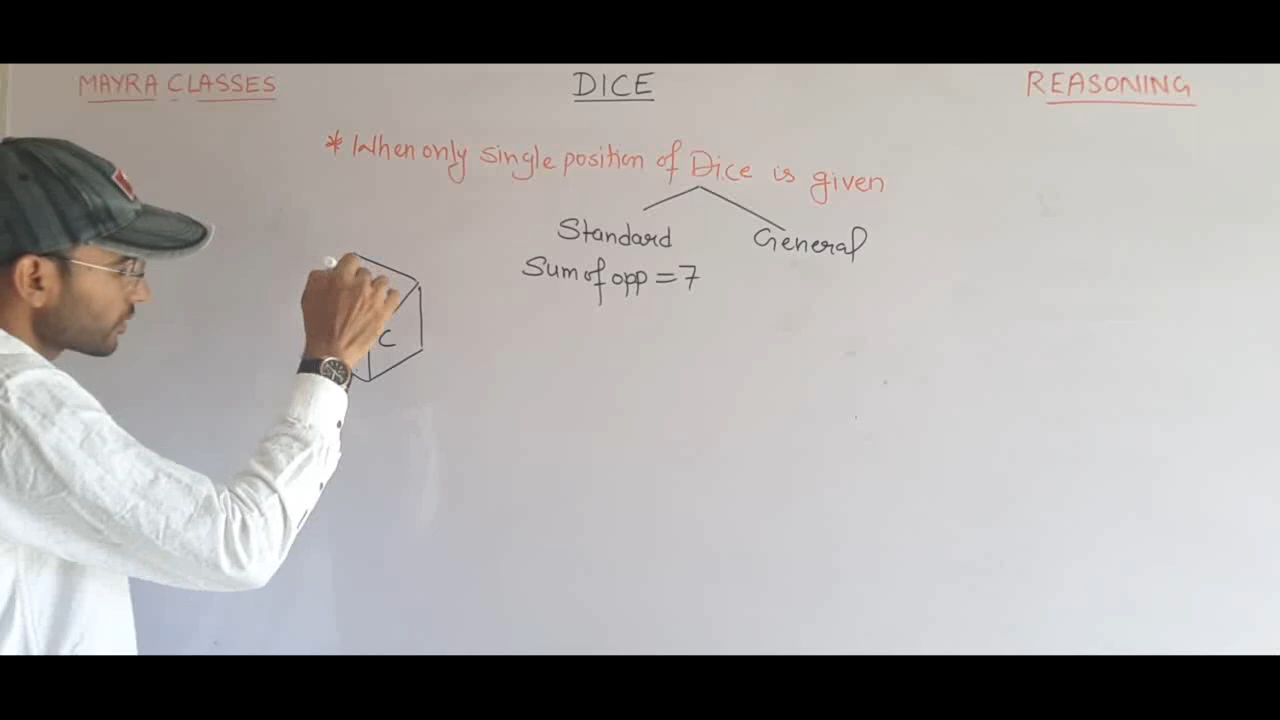 MAYRA CLASSES
DICE
REASONING
* When only single position of Dice is given
Standard
General
Sum of opp = 7
C